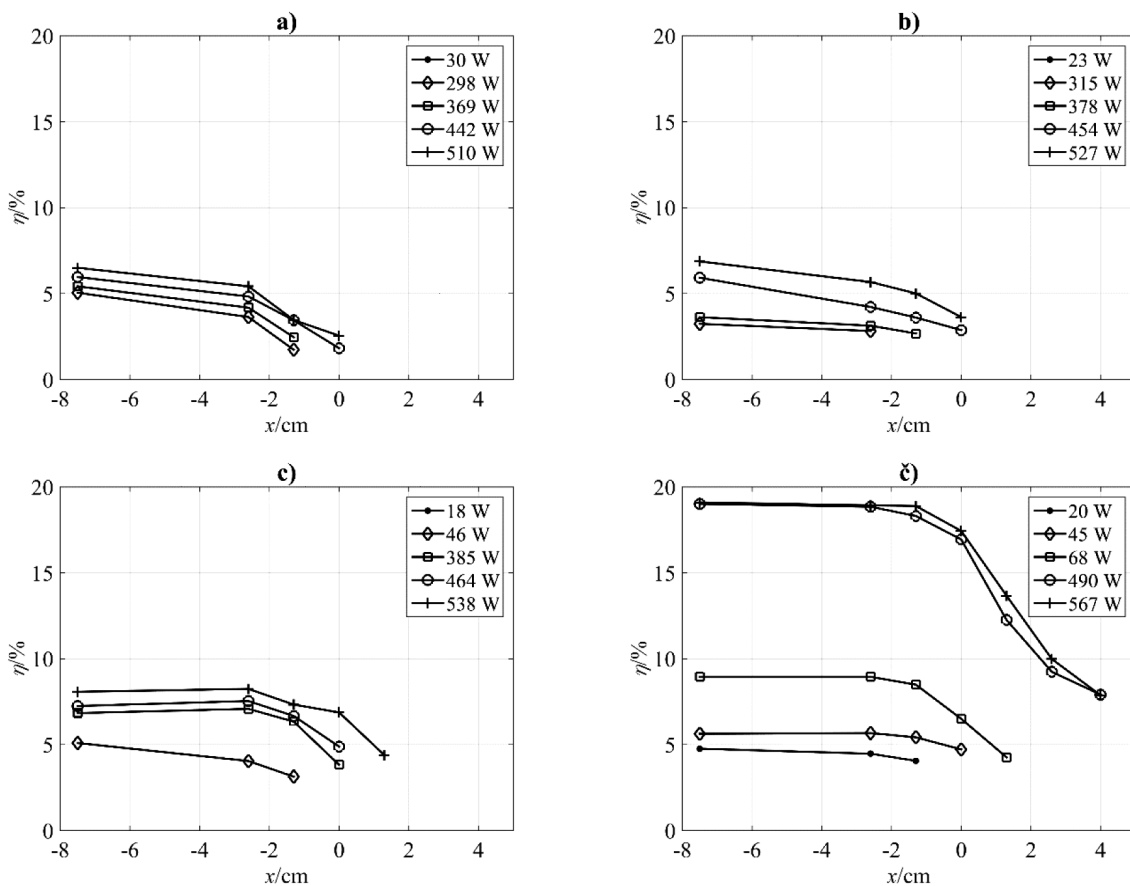 a)
20
15
10
5
0
η/%
-8
-6
-4
-2
0
2
4
x/cm
30 W
298 W
369 W
442 W
510 W
b)
20
15
10
5
0
η/%
-8
-6
-4
-2
0
2
4
x/cm
23 W
315 W
378 W
454 W
527 W
c)
20
15
10
5
0
η/%
-8
-6
-4
-2
0
2
4
x/cm
18 W
46 W
385 W
464 W
538 W
č)
20
15
10
5
0
η/%
-8
-6
-4
-2
0
2
4
x/cm
20 W
45 W
68 W
490 W
567 W